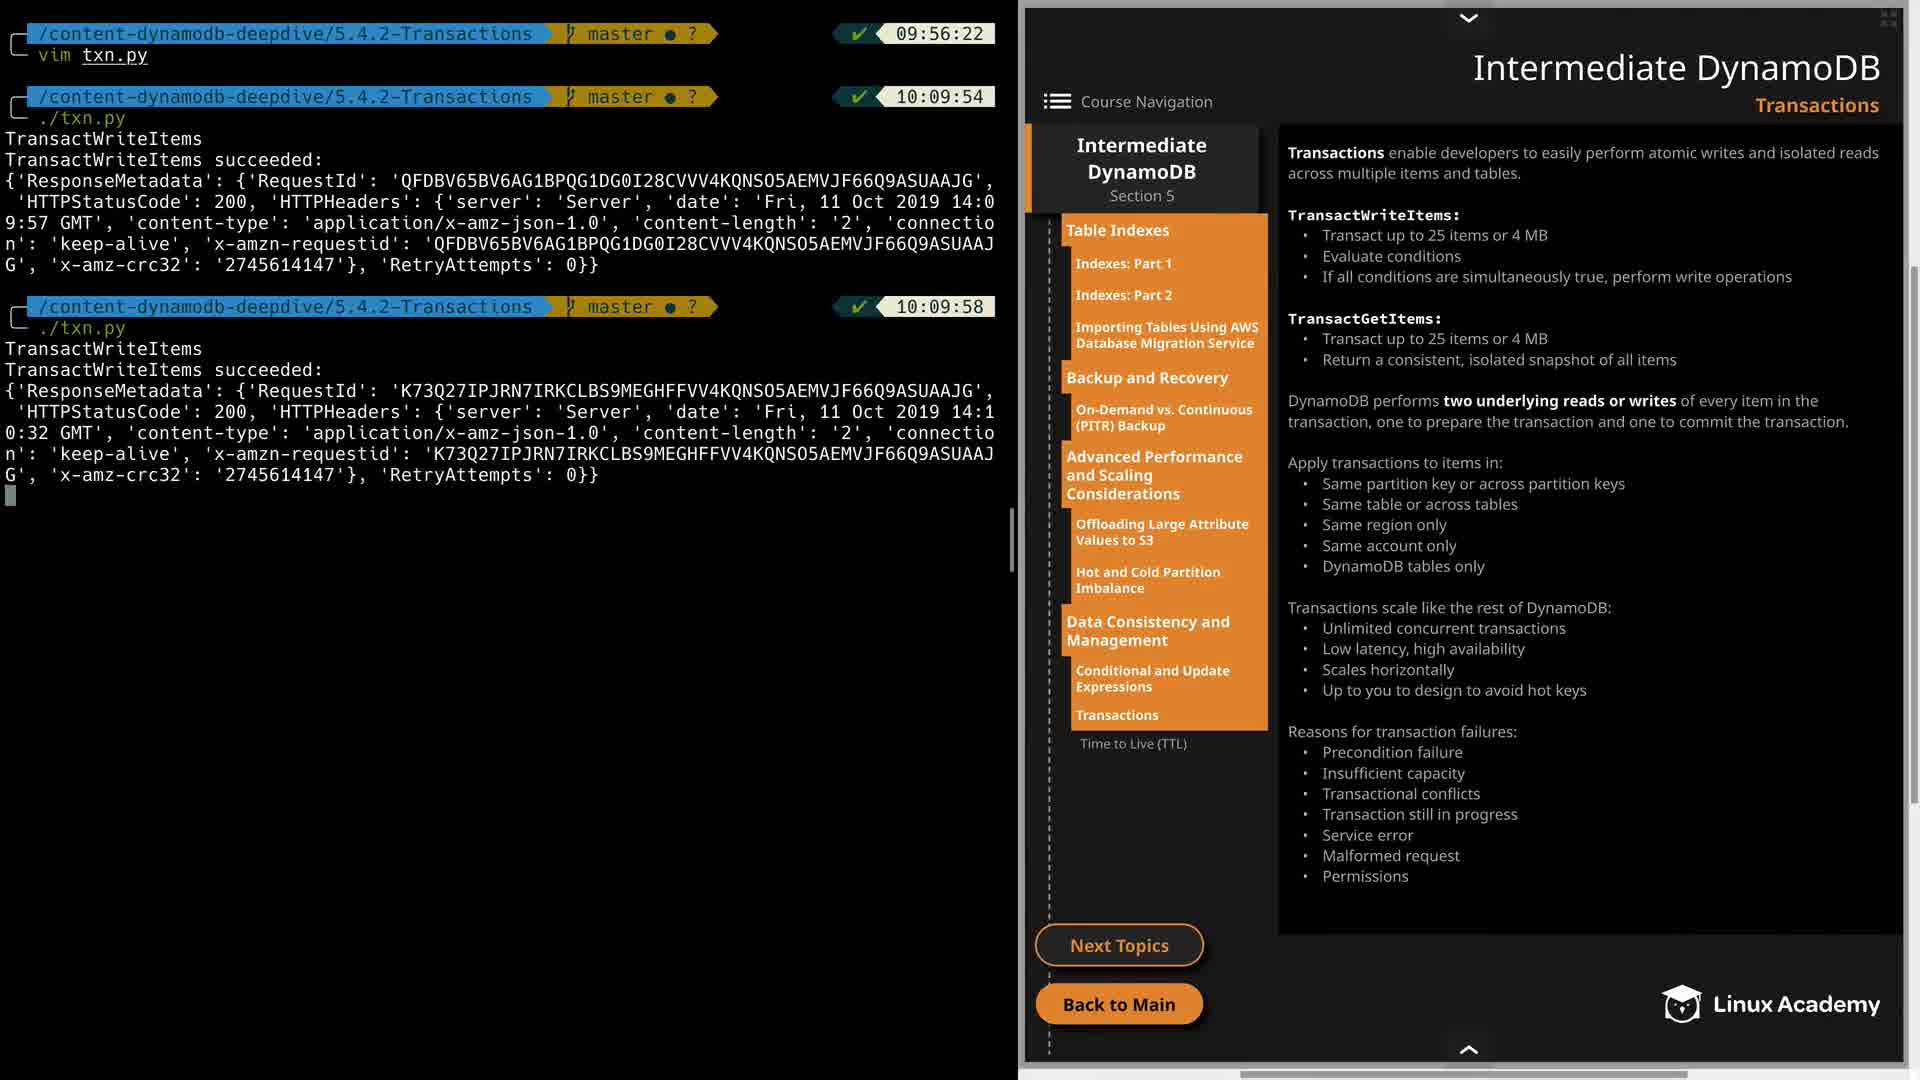 /content-dynamodb-deepdive/5.4.2-Transactions master ● ? ✔ 09:56:22
vim txn.py
/content-dynamodb-deepdive/5.4.2-Transactions master ● ? ✔ 10:09:54
./txn.py
TransactWriteItems
TransactWriteItems succeeded:
{'ResponseMetadata': {'RequestId': 'QFDBV65BV6AG1BPQG1DG0I28CVVV4KQNSO5AEMVJF66Q9ASUAAJG',
'HTTPStatusCode': 200, 'HTTPHeaders': {'server': 'Server', 'date': 'Fri, 11 Oct 2019 14:0
9:57 GMT', 'content-type': 'application/x-amz-json-1.0', 'content-length': '2', 'connectio
n': 'keep-alive', 'x-amzn-requestid': 'QFDBV65BV6AG1BPQG1DG0I28CVVV4KQNSO5AEMVJF66Q9ASUAAJ
G', 'x-amz-crc32': '2745614147'}, 'RetryAttempts': 0}}
/content-dynamodb-deepdive/5.4.2-Transactions master ● ? ✔ 10:09:58
./txn.py
TransactWriteItems
TransactWriteItems succeeded:
{'ResponseMetadata': {'RequestId': 'K73Q27IPJRN7IRKCLBS9MEGHFFVV4KQNSO5AEMVJF66Q9ASUAAJG',
'HTTPStatusCode': 200, 'HTTPHeaders': {'server': 'Server', 'date': 'Fri, 11 Oct 2019 14:1
0:32 GMT', 'content-type': 'application/x-amz-json-1.0', 'content-length': '2', 'connectio
n': 'keep-alive', 'x-amzn-requestid': 'K73Q27IPJRN7IRKCLBS9MEGHFFVV4KQNSO5AEMVJF66Q9ASUAAJ
G', 'x-amz-crc32': '2745614147'}, 'RetryAttempts': 0}}
Intermediate DynamoDB
Transactions
Course Navigation
Intermediate
DynamoDB
Section 5
Table Indexes
Indexes: Part 1
Indexes: Part 2
Importing Tables Using AWS
Database Migration Service
Backup and Recovery
On-Demand vs. Continuous
(PITR) Backup
Advanced Performance
and Scaling
Considerations
Offloading Large Attribute
Values to S3
Hot and Cold Partition
Imbalance
Data Consistency and
Management
Conditional and Update
Expressions
Transactions
Time to Live (TTL)
Next Topics
Back to Main
Transactions enable developers to easily perform atomic writes and isolated reads
across multiple items and tables.
TransactWriteItems:
• Transact up to 25 items or 4 MB
• Evaluate conditions
• If all conditions are simultaneously true, perform write operations
TransactGetItems:
• Transact up to 25 items or 4 MB
• Return a consistent, isolated snapshot of all items
DynamoDB performs two underlying reads or writes of every item in the
transaction, one to prepare the transaction and one to commit the transaction.
Apply transactions to items in:
• Same partition key or across partition keys
• Same table or across tables
• Same region only
• Same account only
• DynamoDB tables only
Transactions scale like the rest of DynamoDB:
• Unlimited concurrent transactions
• Low latency, high availability
• Scales horizontally
• Up to you to design to avoid hot keys
Reasons for transaction failures:
• Precondition failure
• Insufficient capacity
• Transactional conflicts
• Transaction still in progress
• Service error
• Malformed request
• Permissions
Linux Academy